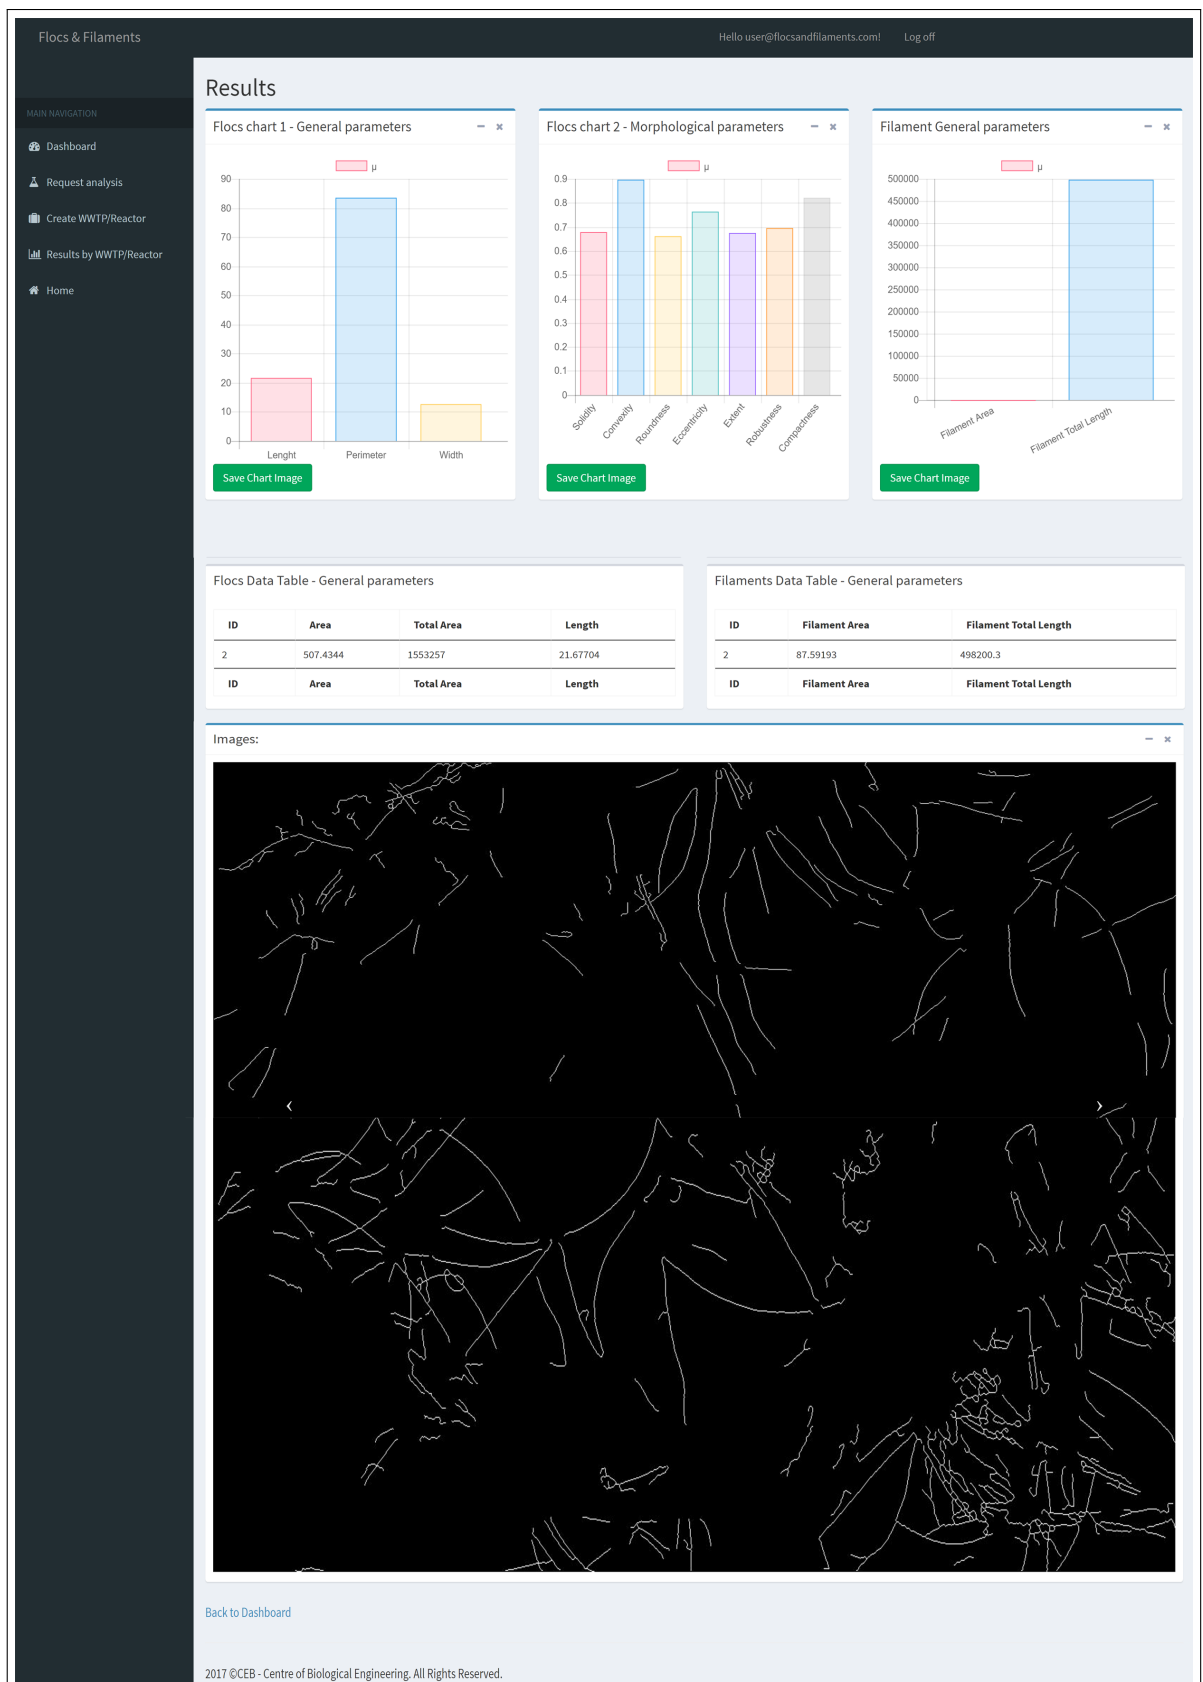 Flocs & Filaments
Hello user@flocsandfilaments.com! Log off
MAIN NAVIGATION
Dashboard
Request analysis
Create WWTP/Reactor
Results by WWTP/Reactor
Home
Results
Flocs chart 1 - General parameters
μ
90
80
70
60
50
40
30
20
10
0
Lenght Perimeter Width
Save Chart Image
Flocs chart 2 - Morphological parameters
μ
0.9
0.8
0.7
0.6
0.5
0.4
0.3
0.2
0.1
0
Solidity Convexity Roundness Eccentricity Extent Robustness Compactness
Save Chart Image
Filament General parameters
μ
500000
450000
400000
350000
300000
250000
200000
150000
100000
50000
0
Filament Area Filament Total Length
Save Chart Image
Flocs Data Table - General parameters
ID Area Total Area Length
2 507.4344 1553257 21.67704
ID Area Total Area Length
Filaments Data Table - General parameters
ID Filament Area Filament Total Length
2 87.59193 498200.3
ID Filament Area Filament Total Length
Images:
Back to Dashboard
2017 ©CEB - Centre of Biological Engineering. All Rights Reserved.